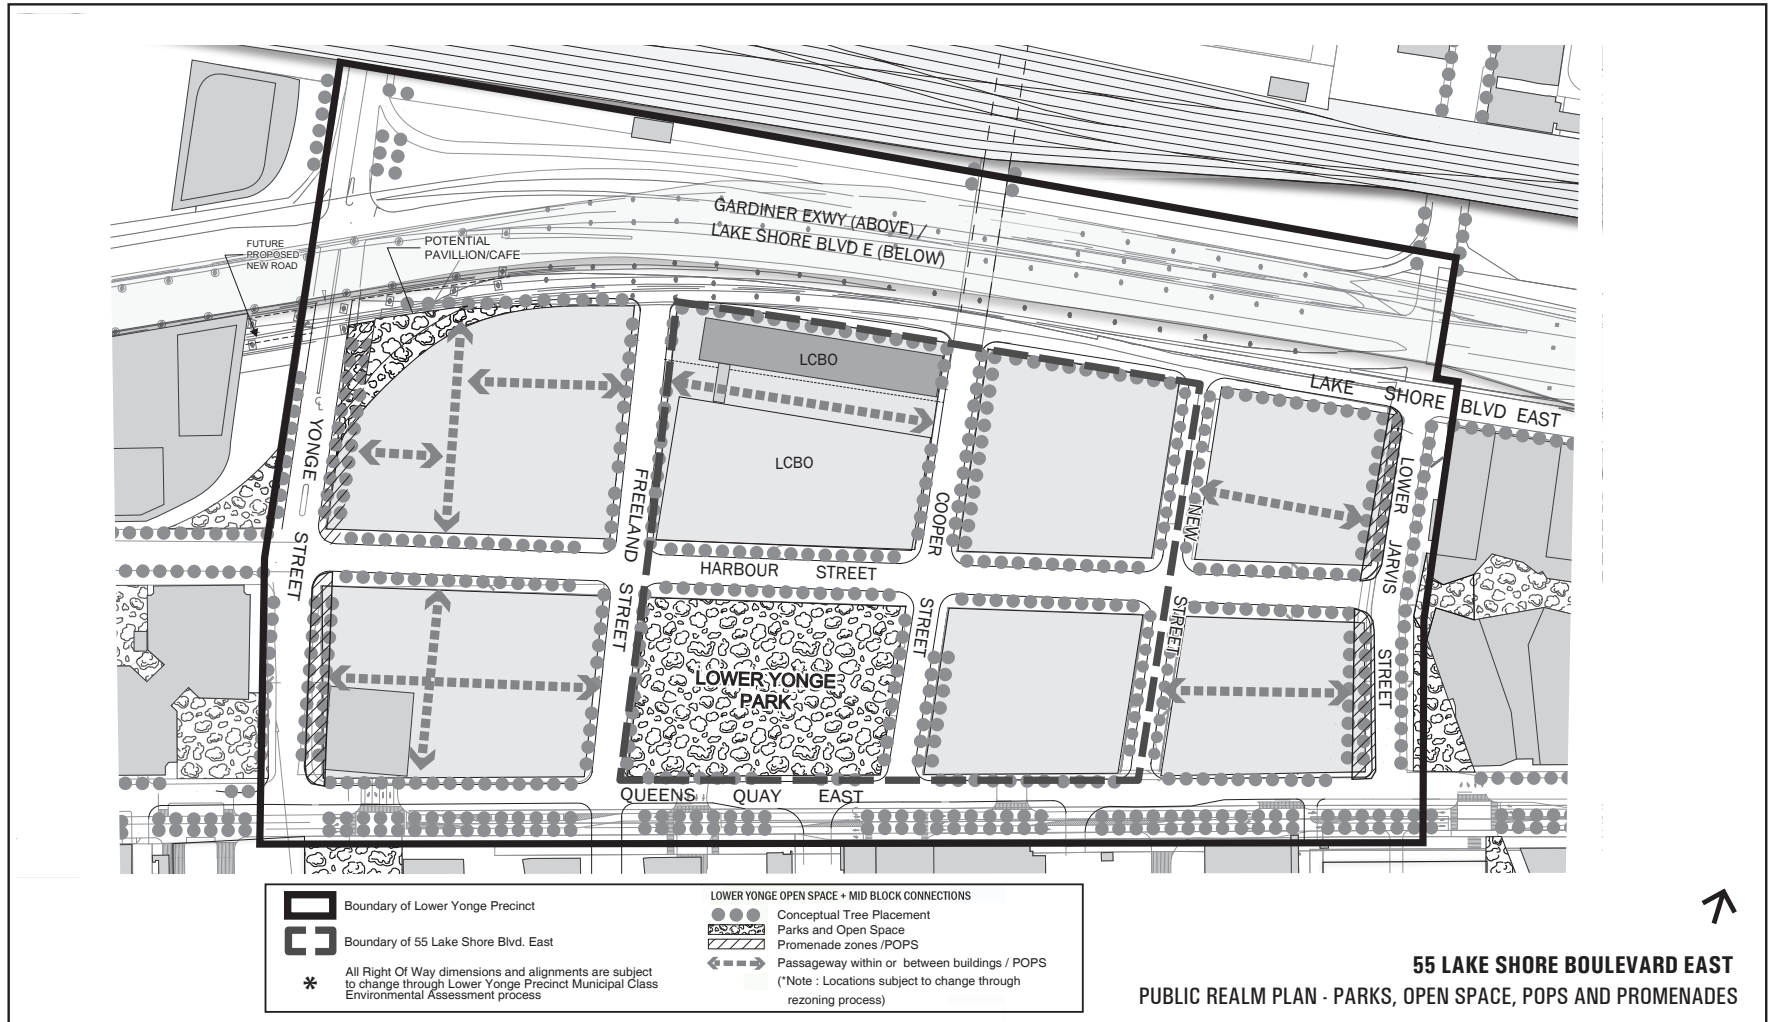 GARDINER EXWY (ABOVE) /
LAKE SHORE BLVD E (BELOW)
FUTURE
PROPOSED
NEW ROAD
POTENTIAL
PAVILLION/CAFE
LCBO
LCBO
LAKE SHORE BLVD EAST
YONGE
STREET
FREELAND
STREET
COOPER
STREET
NEW
STREET
LOWER
JARVIS
STREET
HARBOUR STREET
LOWER YONGE
PARK
QUEENS QUAY EAST
Boundary of Lower Yonge Precinct
Boundary of 55 Lake Shore Blvd. East
* All Right Of Way dimensions and alignments are subject
to change through Lower Yonge Precinct Municipal Class
Environmental Assessment process
LOWER YONGE OPEN SPACE + MID BLOCK CONNECTIONS
Conceptual Tree Placement
Parks and Open Space
Promenade zones /POPS
Passageway within or between buildings / POPS
(*Note : Locations subject to change through
rezoning process)
55 LAKE SHORE BOULEVARD EAST
PUBLIC REALM PLAN - PARKS, OPEN SPACE, POPS AND PROMENADES